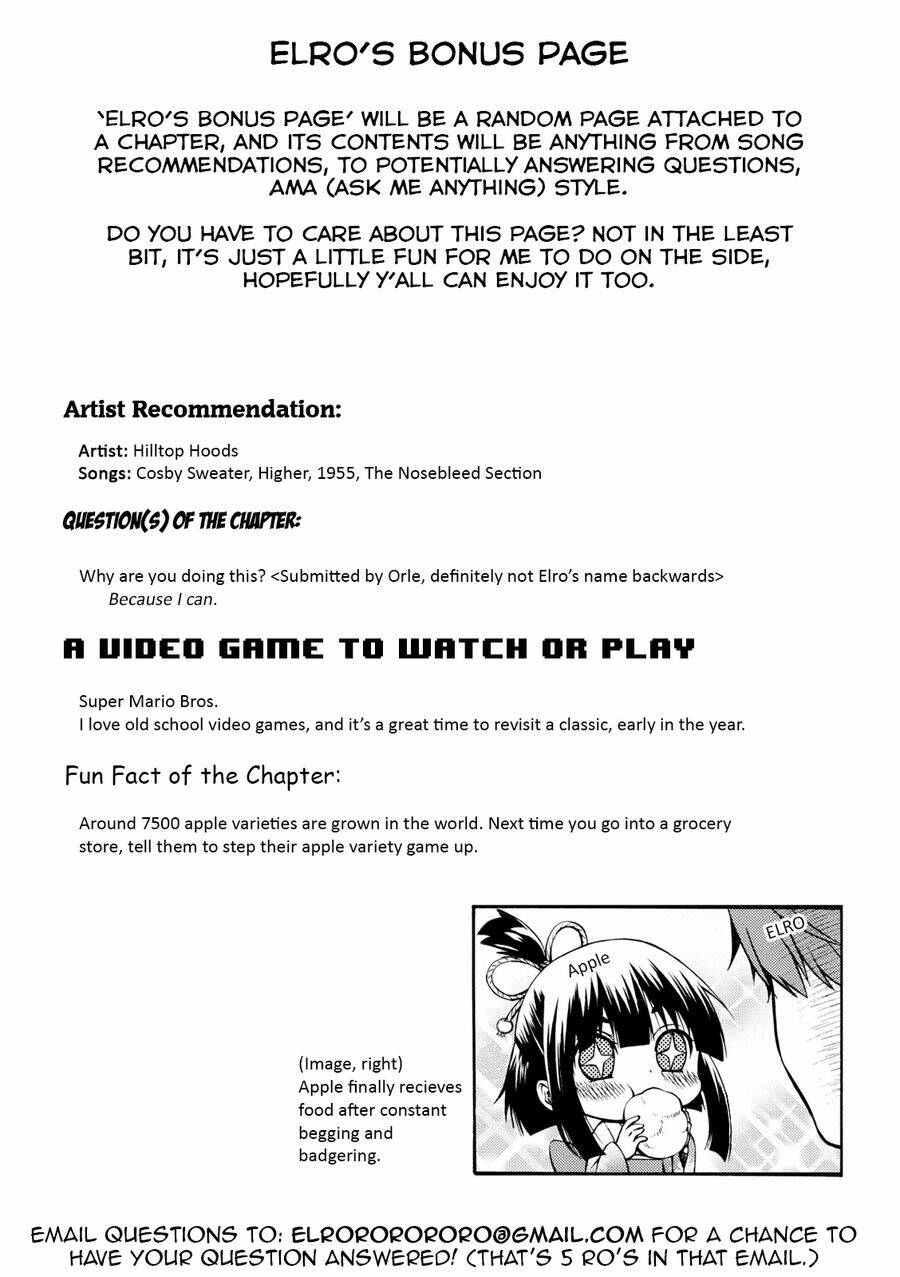 ELRO'S BONUS PAGE
'ELRO'S BONUS PAGE' WILL BE A RANDOM PAGE ATTACHED TO
A CHAPTER, AND ITS CONTENTS WILL BE ANYTHING FROM SONG
RECOMMENDATIONS, TO POTENTIALLY ANSWERING QUESTIONS,
AMA (ASK ME ANYTHING) STYLE.
DO YOU HAVE TO CARE ABOUT THIS PAGE? NOT IN THE LEAST
BIT, IT'S JUST A LITTLE FUN FOR ME TO DO ON THE SIDE,
HOPEFULLY Y'ALL CAN ENJOY IT TOO.
Artist Recommendation:
Artist: Hilltop Hoods
Songs: Cosby Sweater, Higher, 1955, The Nosebleed Section
QUESTION(S) OF THE CHAPTER:
Why are you doing this? <Submitted by Orle, definitely not Elro's name backwards>
Because I can.
A VIDEO GAME TO WATCH OR PLAY
Super Mario Bros.
I love old school video games, and it's a great time to revisit a classic, early in the year.
Fun Fact of the Chapter:
Around 7500 apple varieties are grown in the world. Next time you go into a grocery
store, tell them to step their apple variety game up.
ELRO
Apple
(Image, right)
Apple finally recieves
food after constant
begging and
badgering.
EMAIL QUESTIONS TO: ELRORORORORO@GMAIL.COM FOR A CHANCE TO
HAVE YOUR QUESTION ANSWERED! (THAT'S 5 RO'S IN THAT EMAIL.)